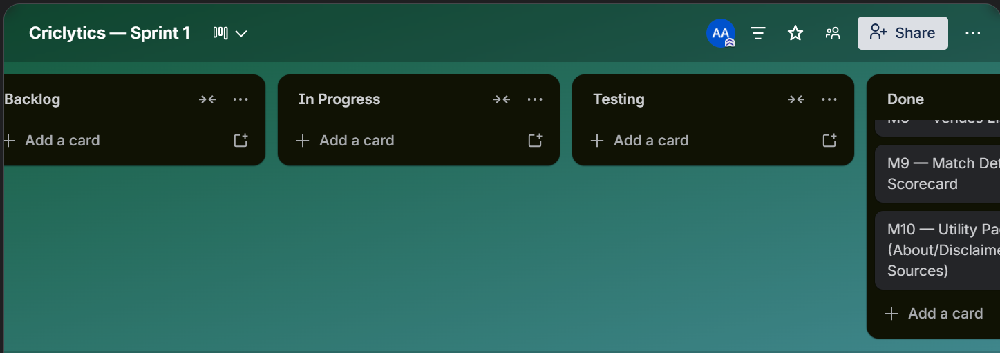 Criclytics — Sprint 1
AA
Share
Backlog
Add a card
In Progress
Add a card
Testing
Add a card
Done
M9 — Match Det
Scorecard
M10 — Utility Pa
(About/Disclaime
Sources)
Add a card